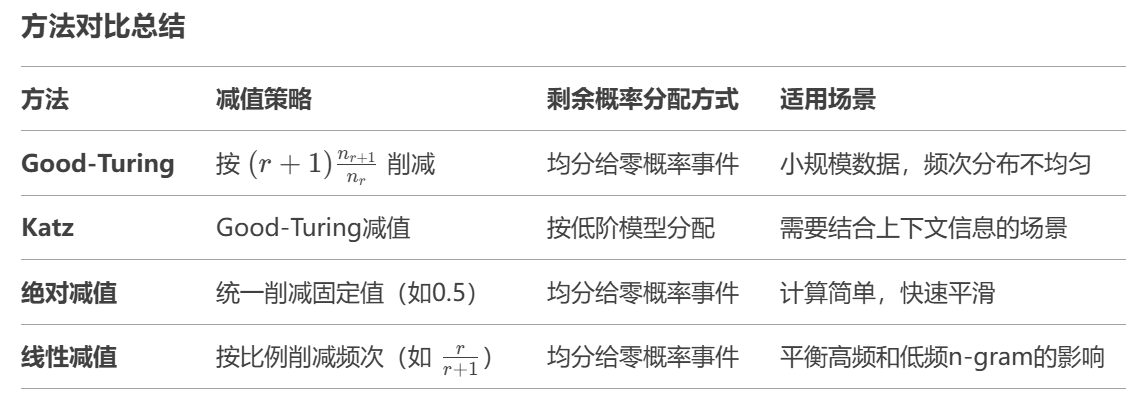 方法对比总结
方法 减值策略 剩余概率分配方式 适用场景
Good-Turing 按 $(r+1)\frac{n_{r+1}}{n_r}$ 削减 均分给零概率事件 小规模数据，频次分布不均匀
Katz Good-Turing减值 按低阶模型分配 需要结合上下文信息的场景
绝对减值 统一削减固定值（如0.5） 均分给零概率事件 计算简单，快速平滑
线性减值 按比例削减频次（如 $\frac{r}{r+1}$） 均分给零概率事件 平衡高频和低频n-gram的影响